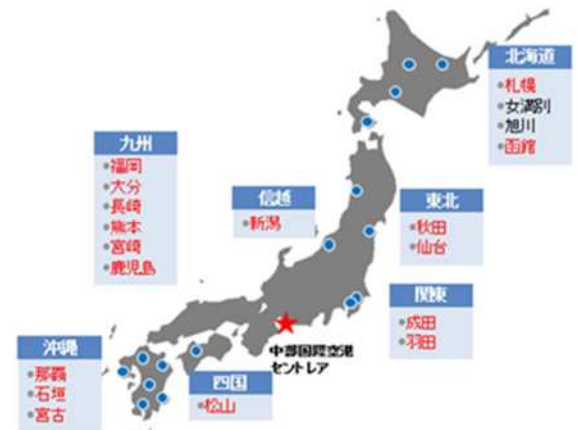 北海道
札幌
女満別
旭川
函館
九州
福岡
大分
長崎
熊本
宮崎
鹿児島
信越
新潟
東北
秋田
仙台
関東
成田
羽田
中部国際空港
セントレア
沖縄
那覇
石垣
宮古
四国
松山